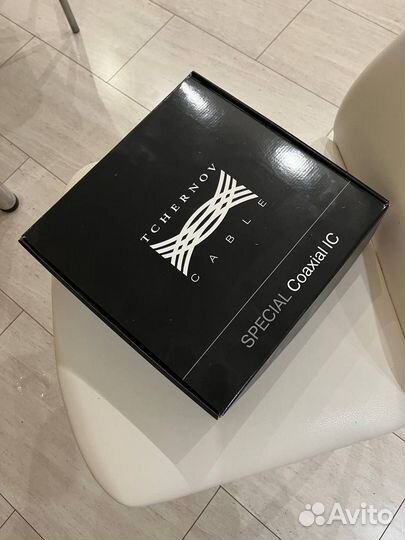 TCHERNOV
CABLE
SPECIAL Coaxial IC
Avito